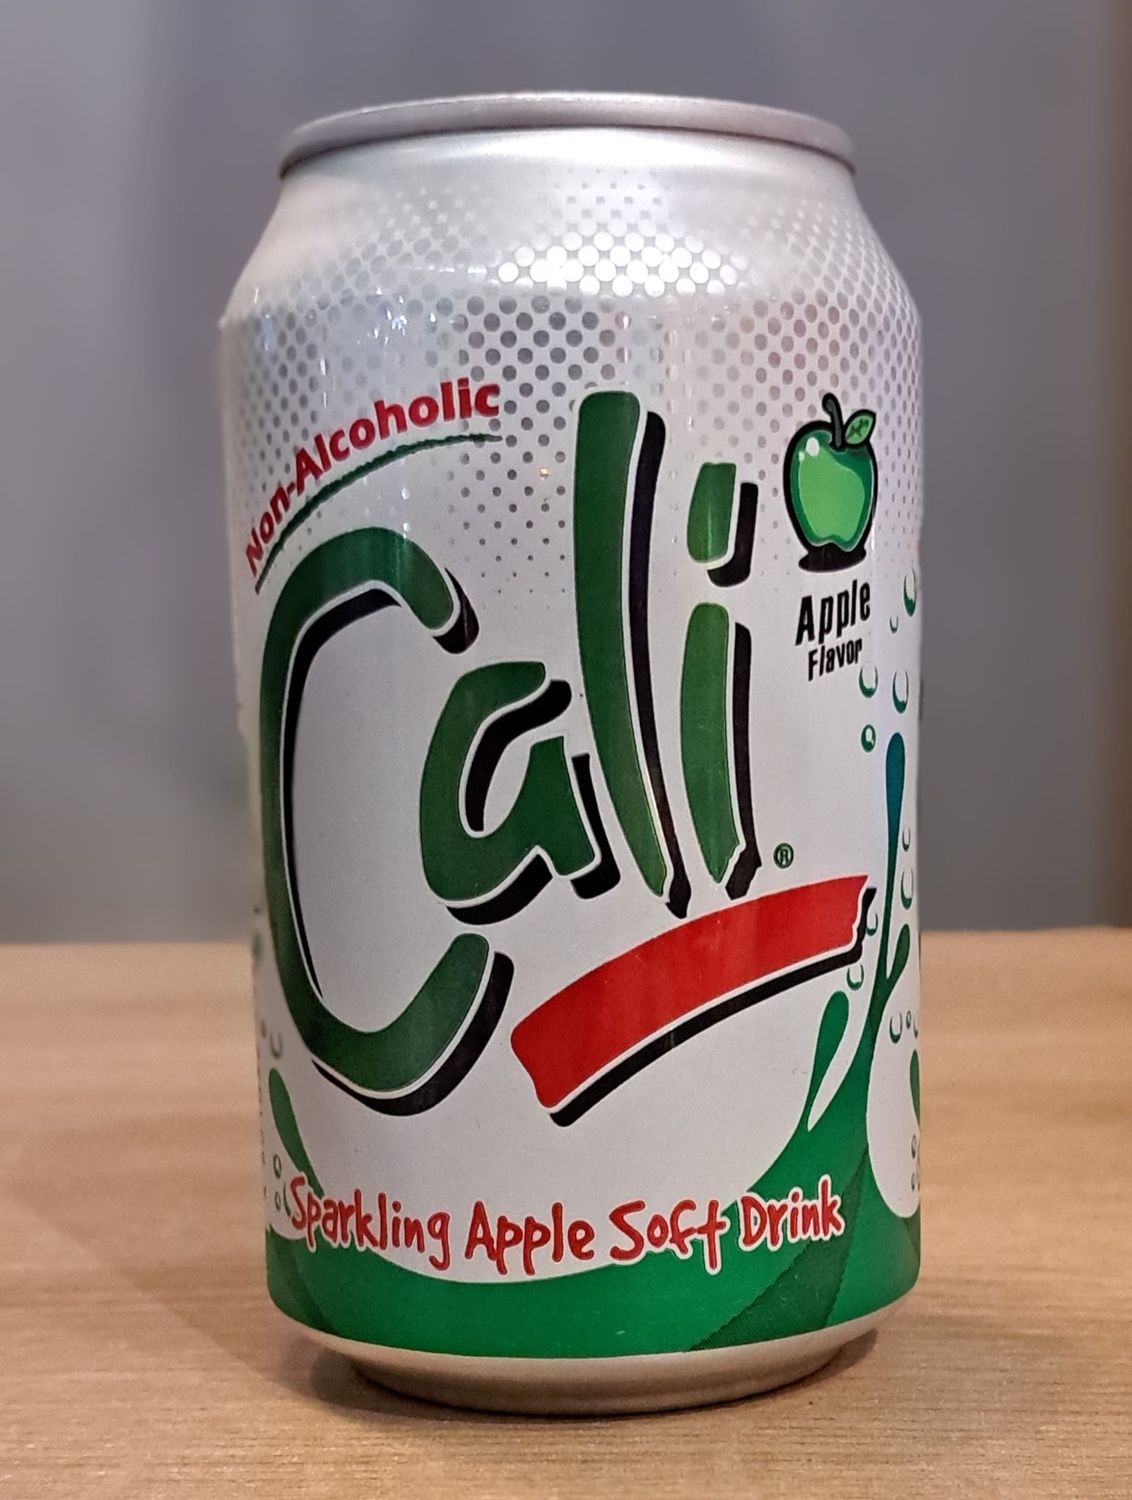 Non-Alcoholic
Cali®
Apple
Flavor
Sparkling Apple Soft Drink